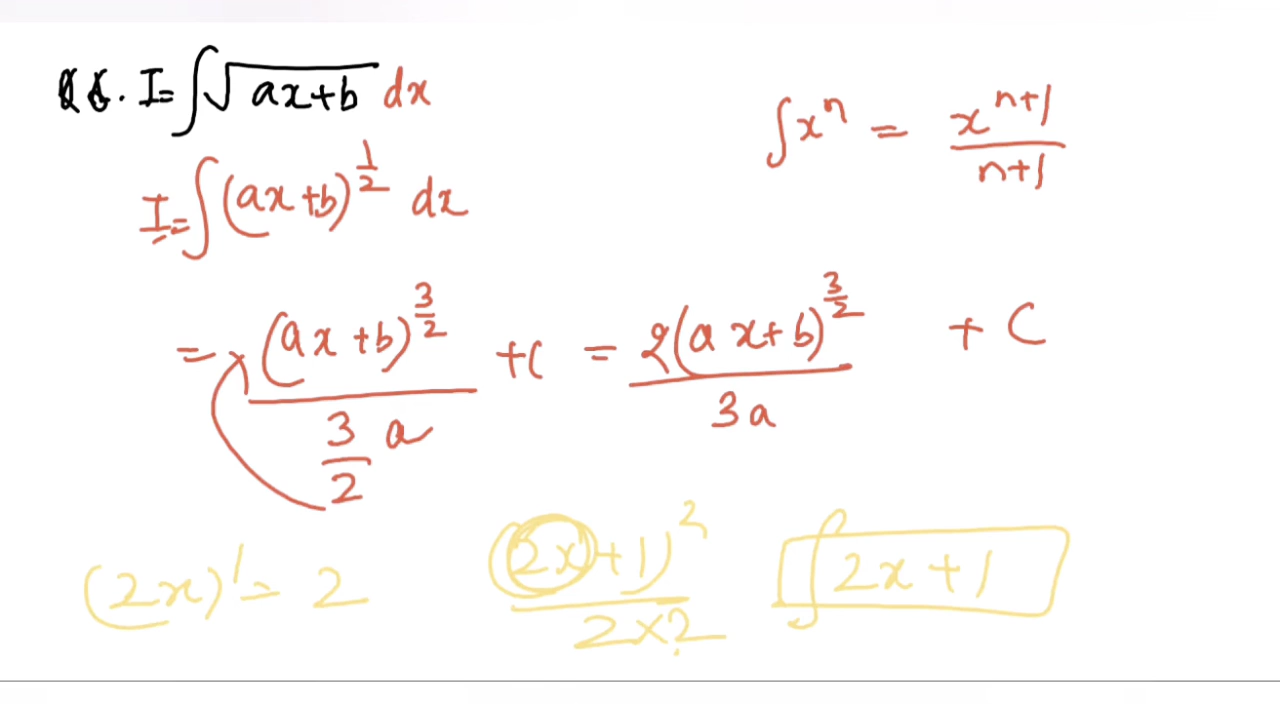 Q6. I = ∫√(ax+b) dx
∫xⁿ = xⁿ⁺¹/(n+1)
I = ∫(ax+b)^(1/2) dx
= (ax+b)^(3/2) / ((3/2) a) + C = 2(ax+b)^(3/2) / 3a + C
(2x)' = 2 (2x+1)² / (2×2) ∫2x+1